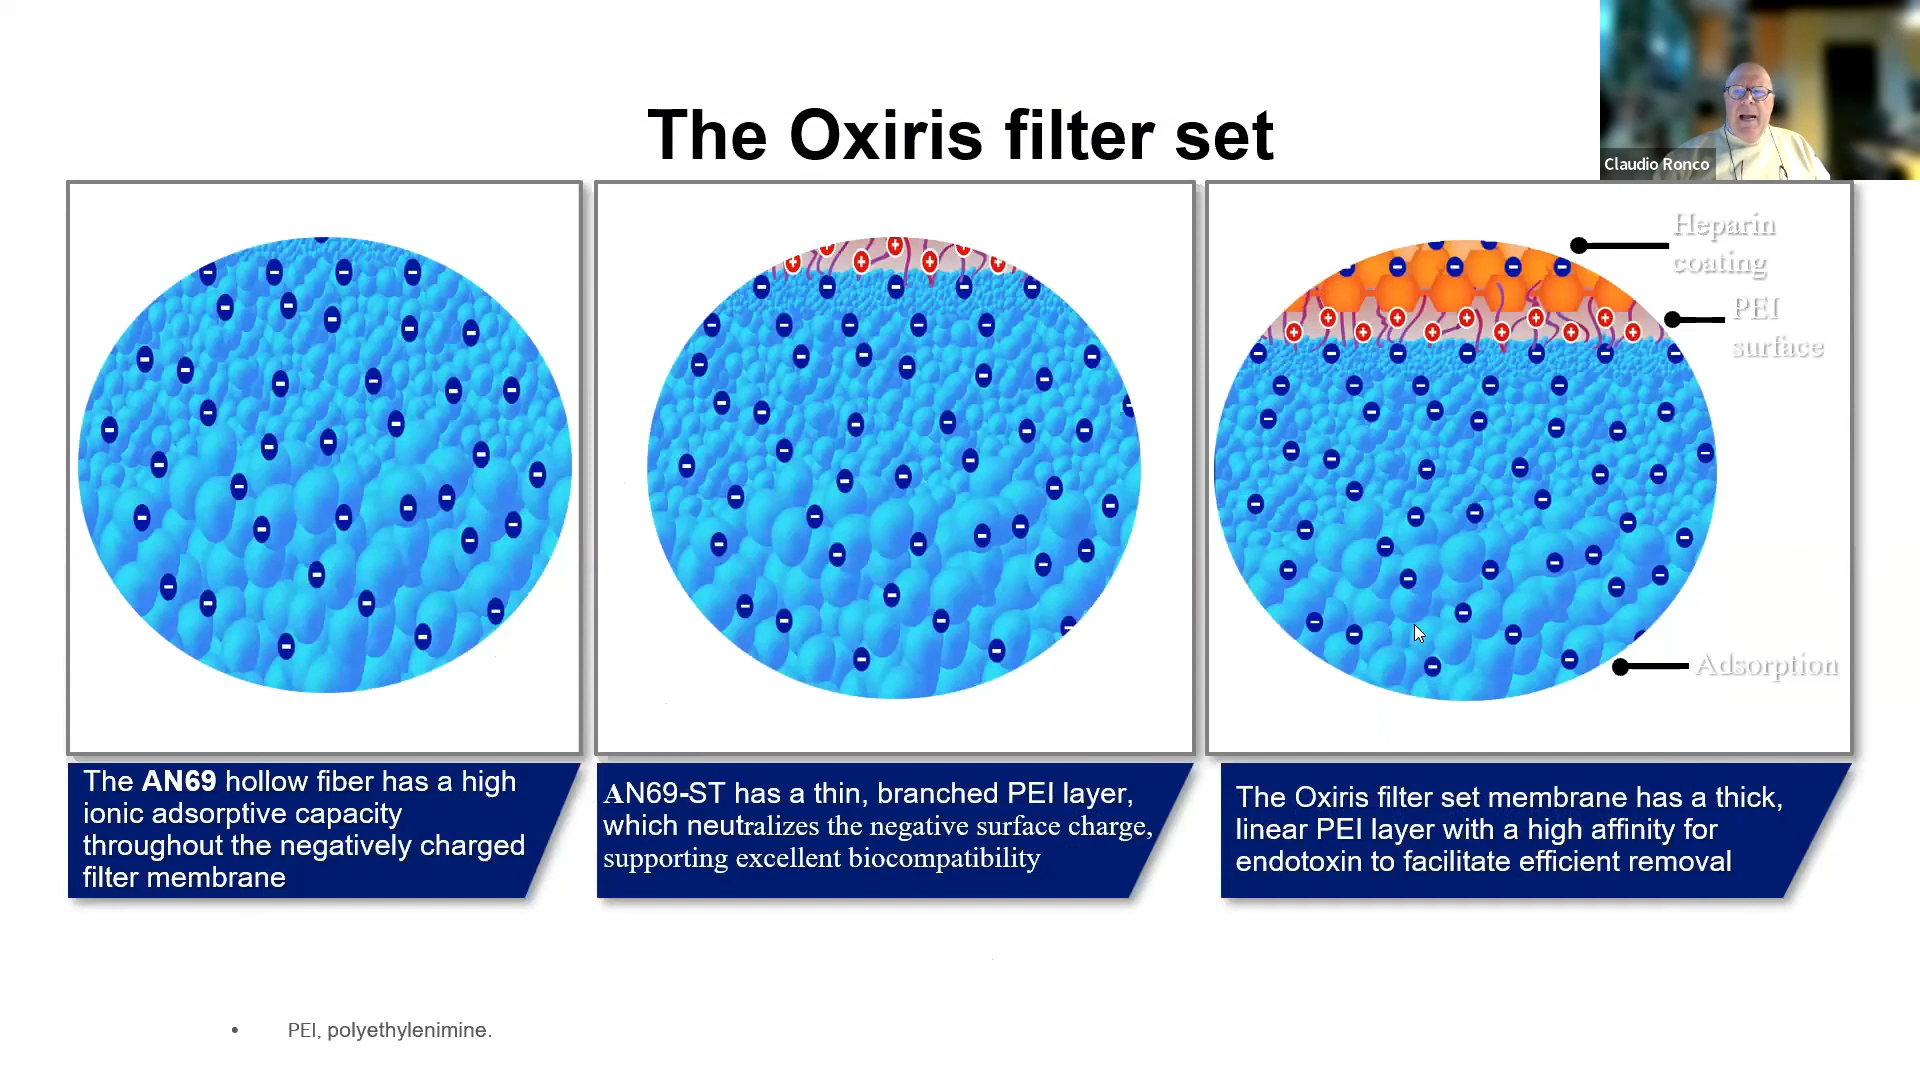 The Oxiris filter set
Claudio Ronco
Heparin
coating
PEI
surface
Adsorption
The AN69 hollow fiber has a high
ionic adsorptive capacity
throughout the negatively charged
filter membrane
AN69-ST has a thin, branched PEI layer,
which neutralizes the negative surface charge,
supporting excellent biocompatibility
The Oxiris filter set membrane has a thick,
linear PEI layer with a high affinity for
endotoxin to facilitate efficient removal
• PEI, polyethylenimine.